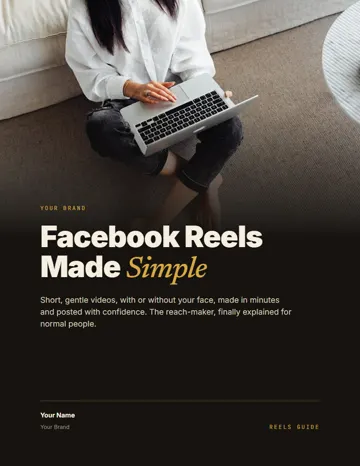 YOUR BRAND
Facebook Reels
Made Simple
Short, gentle videos, with or without your face, made in minutes
and posted with confidence. The reach-maker, finally explained for
normal people.
Your Name
Your Brand
REELS GUIDE